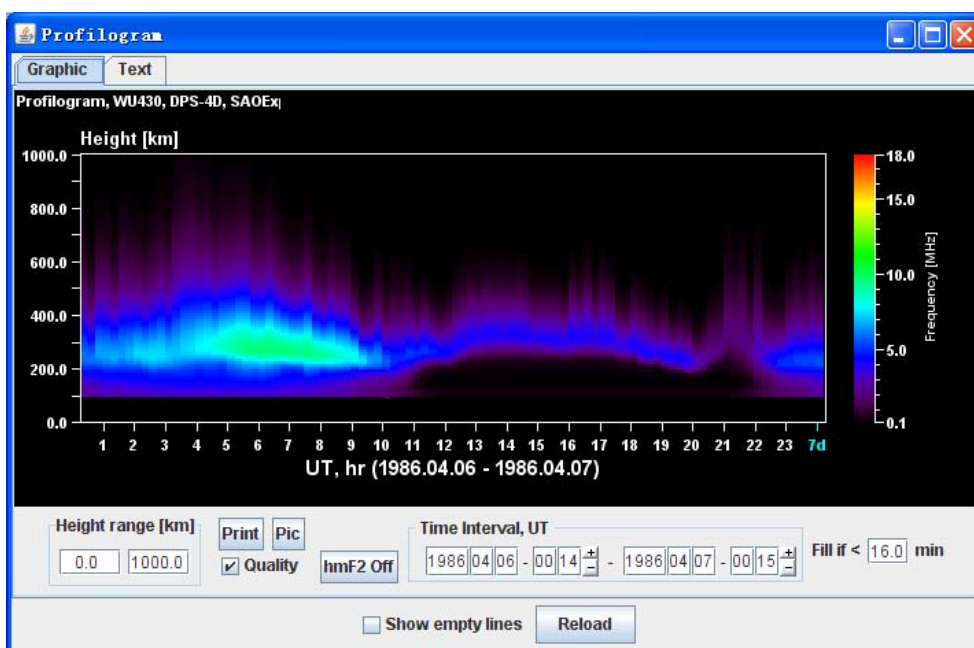 Profilogram
Graphic Text
Profilogram, WU430, DPS-4D, SAOEx
Height [km]
1000.0
800.0
600.0
400.0
200.0
0.0
1 2 3 4 5 6 7 8 9 10 11 12 13 14 15 16 17 18 19 20 21 22 23 7d
UT, hr (1986.04.06 - 1986.04.07)
18.0
15.0
10.0
5.0
0.1
Frequency [MHz]
Height range [km]
0.0 1000.0
Print Pic
Quality
hmF2 Off
Time Interval, UT
1986 04 06 - 00 14 + - - 1986 04 07 - 00 15 + -
Fill if < 16.0 min
Show empty lines Reload